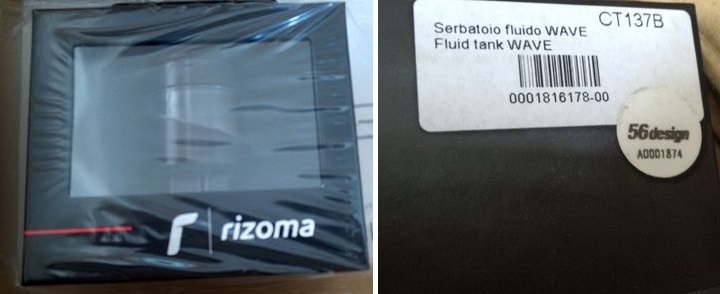 rizoma
CT137B
Serbatoio fluido WAVE
Fluid tank WAVE
0001816178-00
56design
A0001874